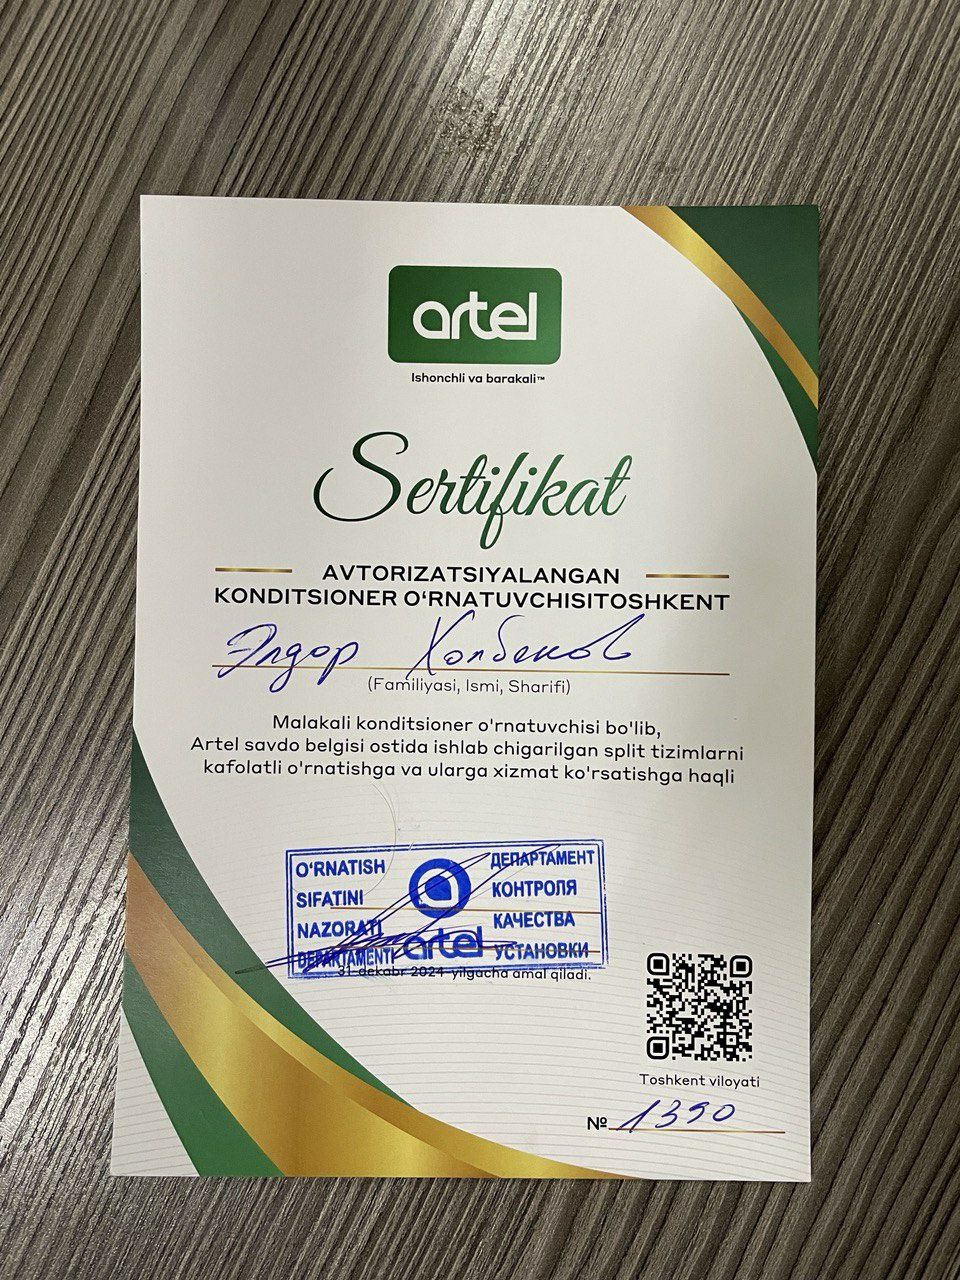 artel
Ishonchli va barakali™
Sertifikat
AVTORIZATSIYALANGAN
KONDITSIONER O‘RNATUVCHISITOSHKENT
Элдор Холбеков
(Familiyasi, Ismi, Sharifi)
Malakali konditsioner o'rnatuvchisi bo'lib,
Artel savdo belgisi ostida ishlab chigarilgan split tizimlarni
kafolatli o'rnatishga va ularga xizmat ko'rsatishga haqli
O‘RNATISH
SIFATINI
NAZORATI
DEPARTAMENTI
artel
ДЕПАРТАМЕНТ
КОНТРОЛЯ
КАЧЕСТВА
УСТАНОВКИ
31-dekabr 2024-yilgacha amal qiladi.
Toshkent viloyati
№ 1390